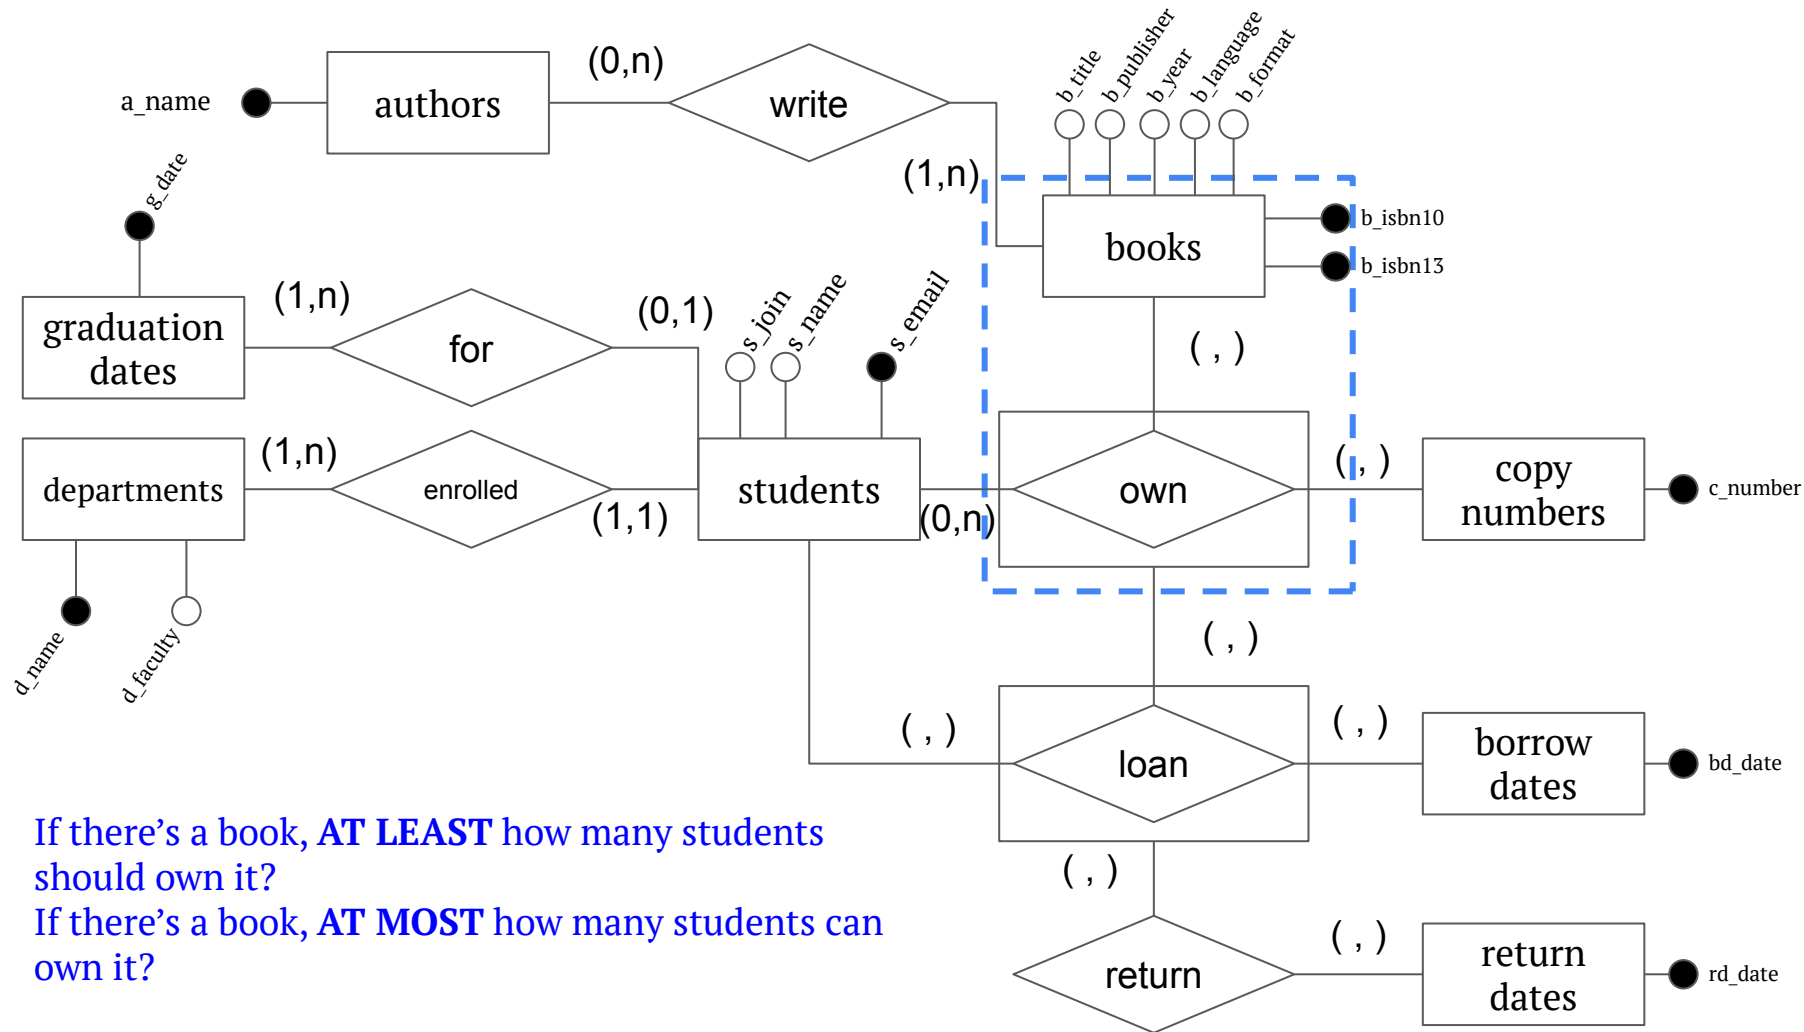 b_title
b_publisher
b_year
b_language
b_format
(0,n)
a_name
authors
write
(1,n)
g_date
b_isbn10
books
b_isbn13
s_join
s_name
s_email
(1,n)
(0,1)
graduation
dates
for
( , )
(1,n)
departments
enrolled
(1,1)
students
(0,n)
own
( , )
copy
numbers
c_number
d_name
d_faculty
( , )
( , )
loan
( , )
borrow
dates
bd_date
If there's a book, AT LEAST how many students
should own it?
If there's a book, AT MOST how many students can
own it?
( , )
return
( , )
return
dates
rd_date